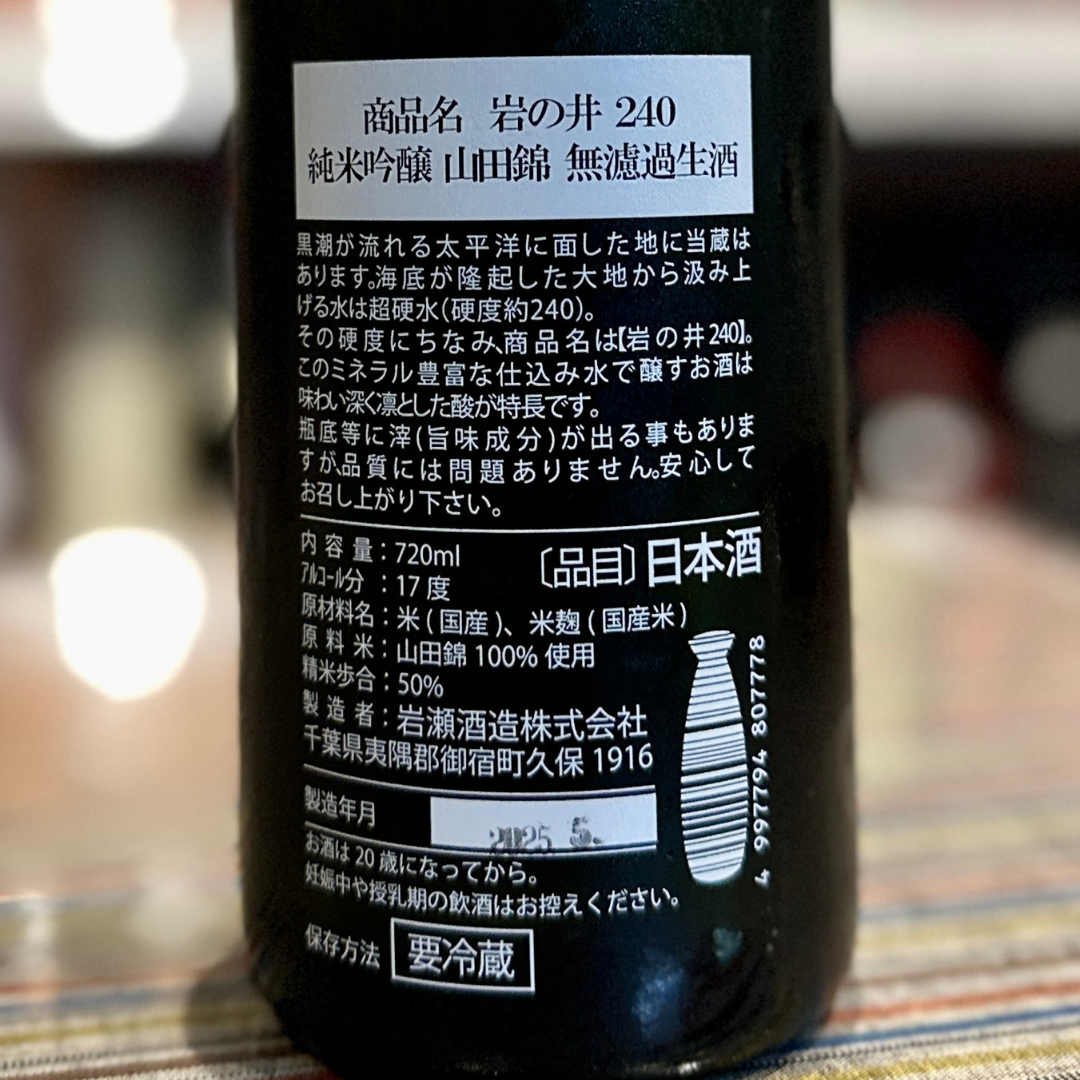 商品名 岩の井 240
純米吟醸 山田錦 無濾過生酒
黒潮が流れる太平洋に面した地に当蔵は
あります。海底が隆起した大地から汲み上
げる水は超硬水(硬度約240)。
その硬度にちなみ、商品名は【岩の井240】。
このミネラル豊富な仕込み水で醸すお酒は
味わい深く凛とした酸が特長です。
瓶底等に滓(旨味成分)が出る事もありま
すが、品質には問題ありません。安心して
お召し上がり下さい。
内容量:720ml
〔品目〕日本酒
アルコール分:17度
原材料名:米(国産)、米麹(国産米)
原料米:山田錦100%使用
精米歩合:50%
製造者:岩瀬酒造株式会社
千葉県夷隅郡御宿町久保1916
4 997794 807778
製造年月 2025.5.
お酒は20歳になってから。
妊娠中や授乳期の飲酒はお控えください。
保存方法 要冷蔵